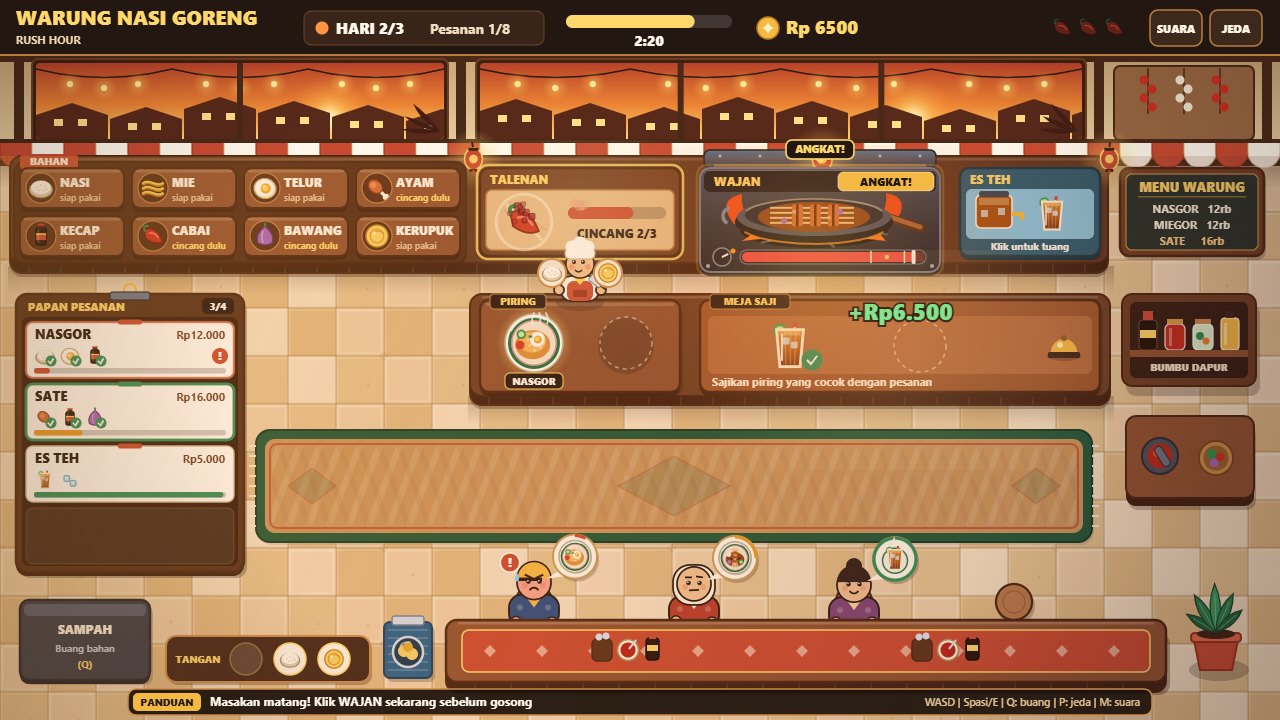 WARUNG NASI GORENG
RUSH HOUR
HARI 2/3
Pesanan 1/8
2:20
Rp 6500
SUARA
JEDA
BAHAN
NASI
siap pakai
MIE
siap pakai
TELUR
siap pakai
AYAM
cincang dulu
KECAP
siap pakai
CABAI
cincang dulu
BAWANG
cincang dulu
KERUPUK
siap pakai
TALENAN
CINCANG 2/3
ANGKAT!
WAJAN
ANGKAT!
ES TEH
Klik untuk tuang
MENU WARUNG
NASGOR 12rb
MIEGOR 12rb
SATE 16rb
PAPAN PESANAN
3/4
NASGOR
Rp12.000
!
SATE
Rp16.000
ES TEH
Rp5.000
PIRING
NASGOR
MEJA SAJI
+Rp6.500
Sajikan piring yang cocok dengan pesanan
BUMBU DAPUR
!
SAMPAH
Buang bahan
(Q)
TANGAN
PANDUAN
Masakan matang! Klik WAJAN sekarang sebelum gosong
WASD | Spasi/E | Q: buang | P: jeda | M: suara